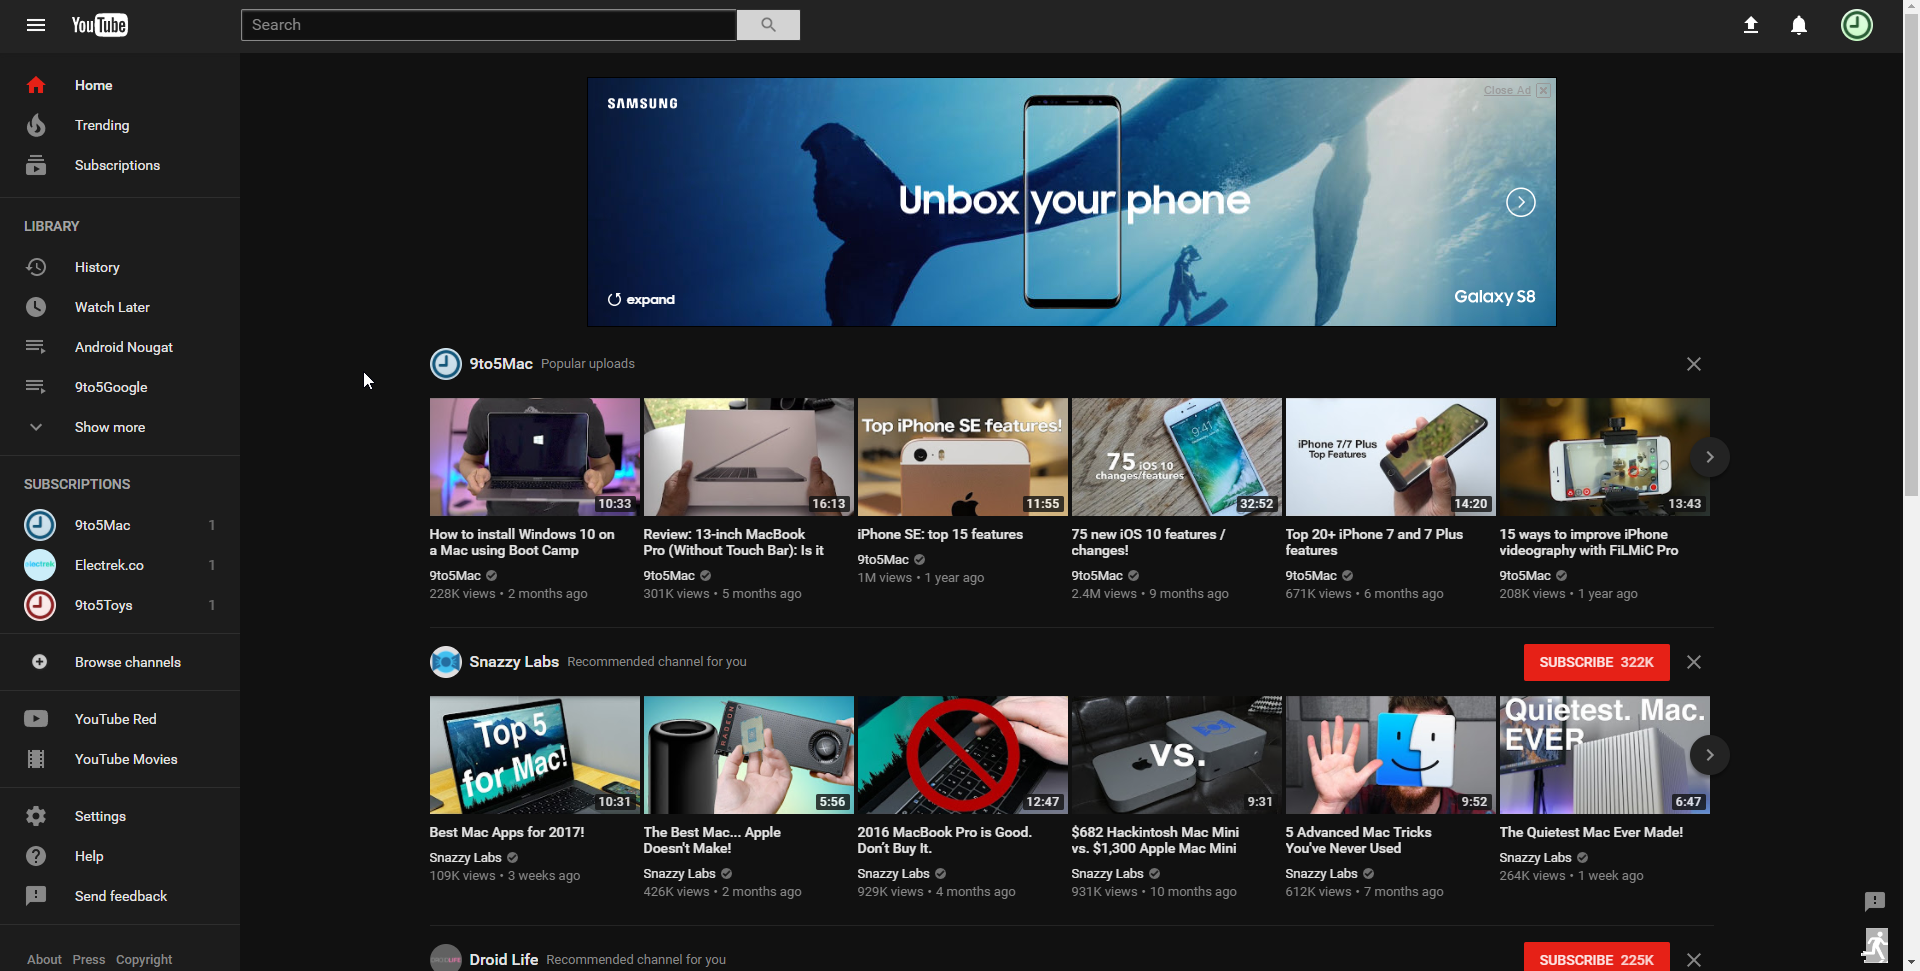 YouTube
Search
Home
Trending
Subscriptions
LIBRARY
History
Watch Later
Android Nougat
9to5Google
Show more
SUBSCRIPTIONS
9to5Mac 1
electrek
Electrek.co 1
9to5Toys 1
Browse channels
YouTube Red
YouTube Movies
Settings
Help
Send feedback
About Press Copyright
SAMSUNG
Close Ad
Unbox your phone
expand
Galaxy S8
9to5Mac Popular uploads
10:33
16:13
Top iPhone SE features!
11:55
9:41
75 iOS 10
changes/features
32:52
iPhone 7/7 Plus
Top Features
14:20
13:43
How to install Windows 10 on
a Mac using Boot Camp
9to5Mac
228K views • 2 months ago
Review: 13-inch MacBook
Pro (Without Touch Bar): Is it
9to5Mac
301K views • 5 months ago
iPhone SE: top 15 features
9to5Mac
1M views • 1 year ago
75 new iOS 10 features /
changes!
9to5Mac
2.4M views • 9 months ago
Top 20+ iPhone 7 and 7 Plus
features
9to5Mac
671K views • 6 months ago
15 ways to improve iPhone
videography with FiLMiC Pro
9to5Mac
208K views • 1 year ago
Snazzy Labs Recommended channel for you
SUBSCRIBE 322K
Top 5
for Mac!
10:31
RADEON
5:56
12:47
vs.
9:31
9:52
Quietest. Mac.
EVER
6:47
Best Mac Apps for 2017!
Snazzy Labs
109K views • 3 weeks ago
The Best Mac... Apple
Doesn't Make!
Snazzy Labs
426K views • 2 months ago
2016 MacBook Pro is Good.
Don't Buy It.
Snazzy Labs
929K views • 4 months ago
$682 Hackintosh Mac Mini
vs. $1,300 Apple Mac Mini
Snazzy Labs
931K views • 10 months ago
5 Advanced Mac Tricks
You've Never Used
Snazzy Labs
612K views • 7 months ago
The Quietest Mac Ever Made!
Snazzy Labs
264K views • 1 week ago
DROIDLIFE
Droid Life Recommended channel for you
SUBSCRIBE 225K